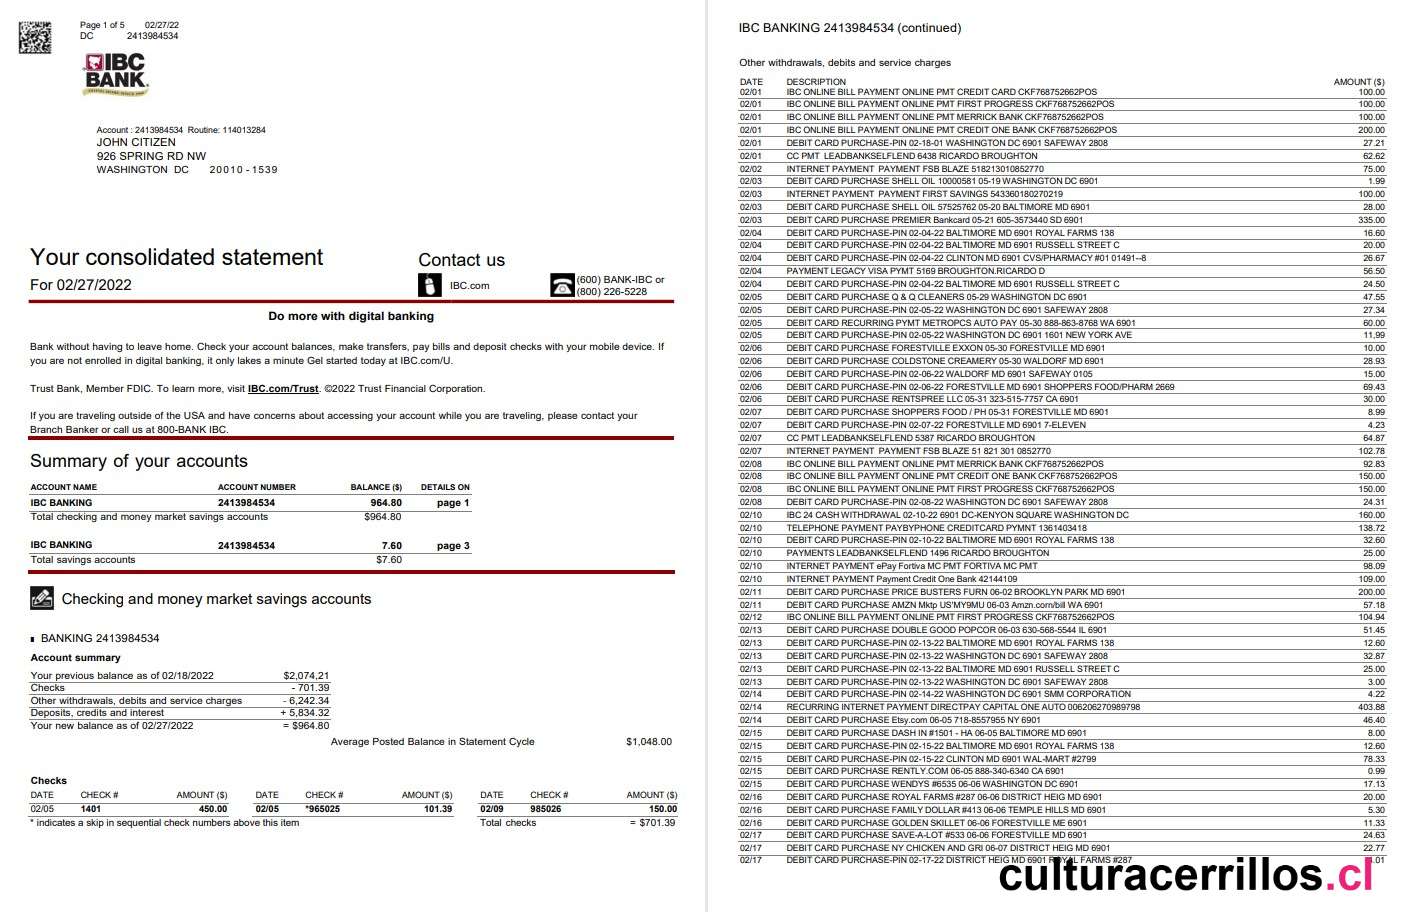 Page 1 of 5 02/27/22
DC 2413984534
IBC
BANK
Account : 2413984534 Routine: 114013284
JOHN CITIZEN
926 SPRING RD NW
WASHINGTON DC 20010 - 1539
Your consolidated statement
For 02/27/2022
Contact us
IBC.com
(600) BANK-IBC or
(800) 226-5228
Do more with digital banking
Bank without having to leave home. Check your account balances, make transfers, pay bills and deposit checks with your mobile device. If
you are not enrolled in digital banking, it only lakes a minute Gel started today at IBC.com/U.
Trust Bank, Member FDIC. To learn more, visit IBC.com/Trust. ©2022 Trust Financial Corporation.
If you are traveling outside of the USA and have concerns about accessing your account while you are traveling, please contact your
Branch Banker or call us at 800-BANK IBC.
Summary of your accounts
ACCOUNT NAME ACCOUNT NUMBER BALANCE ($) DETAILS ON
IBC BANKING 2413984534 964.80 page 1
Total checking and money market savings accounts $964.80
IBC BANKING 2413984534 7.60 page 3
Total savings accounts $7.60
Checking and money market savings accounts
BANKING 2413984534
Account summary
Your previous balance as of 02/18/2022 $2,074,21
Checks - 701.39
Other withdrawals, debits and service charges - 6,242.34
Deposits, credits and interest + 5,834.32
Your new balance as of 02/27/2022 = $964.80
Average Posted Balance in Statement Cycle $1,048.00
Checks
DATE CHECK # AMOUNT ($) DATE CHECK # AMOUNT ($) DATE CHECK # AMOUNT ($)
02/05 1401 450.00 02/05 *965025 101.39 02/09 985026 150.00
* indicates a skip in sequential check numbers above this item Total checks = $701.39
IBC BANKING 2413984534 (continued)
Other withdrawals, debits and service charges
DATE DESCRIPTION AMOUNT ($)
02/01 IBC ONLINE BILL PAYMENT ONLINE PMT CREDIT CARD CKF768752662POS 100.00
02/01 IBC ONLINE BILL PAYMENT ONLINE PMT FIRST PROGRESS CKF768752662POS 100.00
02/01 IBC ONLINE BILL PAYMENT ONLINE PMT MERRICK BANK CKF768752662POS 100.00
02/01 IBC ONLINE BILL PAYMENT ONLINE PMT CREDIT ONE BANK CKF768752662POS 200.00
02/01 DEBIT CARD PURCHASE-PIN 02-18-01 WASHINGTON DC 6901 SAFEWAY 2808 27.21
02/01 CC PMT LEADBANKSELFLEND 6438 RICARDO BROUGHTON 62.62
02/02 INTERNET PAYMENT PAYMENT FSB BLAZE 518213010852770 75.00
02/03 DEBIT CARD PURCHASE SHELL OIL 10000581 05-19 WASHINGTON DC 6901 1.99
02/03 INTERNET PAYMENT PAYMENT FIRST SAVINGS 543360180270219 100.00
02/03 DEBIT CARD PURCHASE SHELL OIL 57525762 05-20 BALTIMORE MD 6901 28.00
02/03 DEBIT CARD PURCHASE PREMIER Bankcard 05-21 605-3573440 SD 6901 335.00
02/04 DEBIT CARD PURCHASE-PIN 02-04-22 BALTIMORE MD 6901 ROYAL FARMS 138 16.60
02/04 DEBIT CARD PURCHASE-PIN 02-04-22 BALTIMORE MD 6901 RUSSELL STREET C 20.00
02/04 DEBIT CARD PURCHASE-PIN 02-04-22 CLINTON MD 6901 CVS/PHARMACY #01 01491--8 26.67
02/04 PAYMENT LEGACY VISA PYMT 5169 BROUGHTON.RICARDO D 56.50
02/04 DEBIT CARD PURCHASE-PIN 02-04-22 BALTIMORE MD 6901 RUSSELL STREET C 24.50
02/05 DEBIT CARD PURCHASE Q & Q CLEANERS 05-29 WASHINGTON DC 6901 47.55
02/05 DEBIT CARD PURCHASE-PIN 02-05-22 WASHINGTON DC 6901 SAFEWAY 2808 27.34
02/05 DEBIT CARD RECURRING PYMT METROPCS AUTO PAY 05-30 888-863-8768 WA 6901 60.00
02/05 DEBIT CARD PURCHASE-PIN 02-05-22 WASHINGTON DC 6901 1601 NEW YORK AVE 11,99
02/06 DEBIT CARD PURCHASE FORESTVILLE EXXON 05-30 FORESTVILLE MD 6901 10.00
02/06 DEBIT CARD PURCHASE COLDSTONE CREAMERY 05-30 WALDORF MD 6901 28.93
02/06 DEBIT CARD PURCHASE-PIN 02-06-22 WALDORF MD 6901 SAFEWAY 0105 15.00
02/06 DEBIT CARD PURCHASE-PIN 02-06-22 FORESTVILLE MD 6901 SHOPPERS FOOD/PHARM 2669 69.43
02/06 DEBIT CARD PURCHASE RENTSPREE LLC 05-31 323-515-7757 CA 6901 30.00
02/07 DEBIT CARD PURCHASE SHOPPERS FOOD / PH 05-31 FORESTVILLE MD 6901 8.99
02/07 DEBIT CARD PURCHASE-PIN 02-07-22 FORESTVILLE MD 6901 7-ELEVEN 4.23
02/07 CC PMT LEADBANKSELFLEND 5387 RICARDO BROUGHTON 64.87
02/07 INTERNET PAYMENT PAYMENT FSB BLAZE 51 821 301 0852770 102.78
02/08 IBC ONLINE BILL PAYMENT ONLINE PMT MERRICK BANK CKF768752662POS 92.83
02/08 IBC ONLINE BILL PAYMENT ONLINE PMT CREDIT ONE BANK CKF768752662POS 150.00
02/08 IBC ONLINE BILL PAYMENT ONLINE PMT FIRST PROGRESS CKF768752662POS 150.00
02/08 DEBIT CARD PURCHASE-PIN 02-08-22 WASHINGTON DC 6901 SAFEWAY 2808 24.31
02/10 IBC 24 CASH WITHDRAWAL 02-10-22 6901 DC-KENYON SQUARE WASHINGTON DC 160.00
02/10 TELEPHONE PAYMENT PAYBYPHONE CREDITCARD PYMNT 1361403418 138.72
02/10 DEBIT CARD PURCHASE-PIN 02-10-22 BALTIMORE MD 6901 ROYAL FARMS 138 32.60
02/10 PAYMENTS LEADBANKSELFLEND 1496 RICARDO BROUGHTON 25.00
02/10 INTERNET PAYMENT ePay Fortiva MC PMT FORTIVA MC PMT 98.09
02/10 INTERNET PAYMENT Payment Credit One Bank 42144109 109.00
02/11 DEBIT CARD PURCHASE PRICE BUSTERS FURN 06-02 BROOKLYN PARK MD 6901 200.00
02/11 DEBIT CARD PURCHASE AMZN Mktp US'MY9MU 06-03 Amzn.corn/bill WA 6901 57.18
02/12 IBC ONLINE BILL PAYMENT ONLINE PMT FIRST PROGRESS CKF768752662POS 104.94
02/13 DEBIT CARD PURCHASE DOUBLE GOOD POPCOR 06-03 630-568-5544 IL 6901 51.45
02/13 DEBIT CARD PURCHASE-PIN 02-13-22 BALTIMORE MD 6901 ROYAL FARMS 138 12.60
02/13 DEBIT CARD PURCHASE-PIN 02-13-22 WASHINGTON DC 6901 SAFEWAY 2808 32.87
02/13 DEBIT CARD PURCHASE-PIN 02-13-22 BALTIMORE MD 6901 RUSSELL STREET C 25.00
02/13 DEBIT CARD PURCHASE-PIN 02-13-22 WASHINGTON DC 6901 SAFEWAY 2808 3.00
02/14 DEBIT CARD PURCHASE-PIN 02-14-22 WASHINGTON DC 6901 SMM CORPORATION 4.22
02/14 RECURRING INTERNET PAYMENT DIRECTPAY CAPITAL ONE AUTO 006206270989798 403.88
02/14 DEBIT CARD PURCHASE Etsy.com 06-05 718-8557955 NY 6901 46.40
02/15 DEBIT CARD PURCHASE DASH IN #1501 - HA 06-05 BALTIMORE MD 6901 8.00
02/15 DEBIT CARD PURCHASE-PIN 02-15-22 BALTIMORE MD 6901 ROYAL FARMS 138 12.60
02/15 DEBIT CARD PURCHASE-PIN 02-15-22 CLINTON MD 6901 WAL-MART #2799 78.33
02/15 DEBIT CARD PURCHASE RENTLY.COM 06-05 888-340-6340 CA 6901 0.99
02/15 DEBIT CARD PURCHASE WENDYS #6535 06-06 WASHINGTON DC 6901 17.13
02/16 DEBIT CARD PURCHASE ROYAL FARMS #287 06-06 DISTRICT HEIG MD 6901 20.00
02/16 DEBIT CARD PURCHASE FAMILY DOLLAR #413 06-06 TEMPLE HILLS MD 6901 5.30
02/16 DEBIT CARD PURCHASE GOLDEN SKILLET 06-06 FORESTVILLE ME 6901 11.33
02/17 DEBIT CARD PURCHASE SAVE-A-LOT #533 06-06 FORESTVILLE MD 6901 24.63
02/17 DEBIT CARD PURCHASE NY CHICKEN AND GRI 06-07 DISTRICT HEIG MD 6901 22.77
02/17 DEBIT CARD PURCHASE-PIN 02-17-22 DISTRICT HEIG MD 6901 ROYAL FARMS #287
culturacerrillos.cl